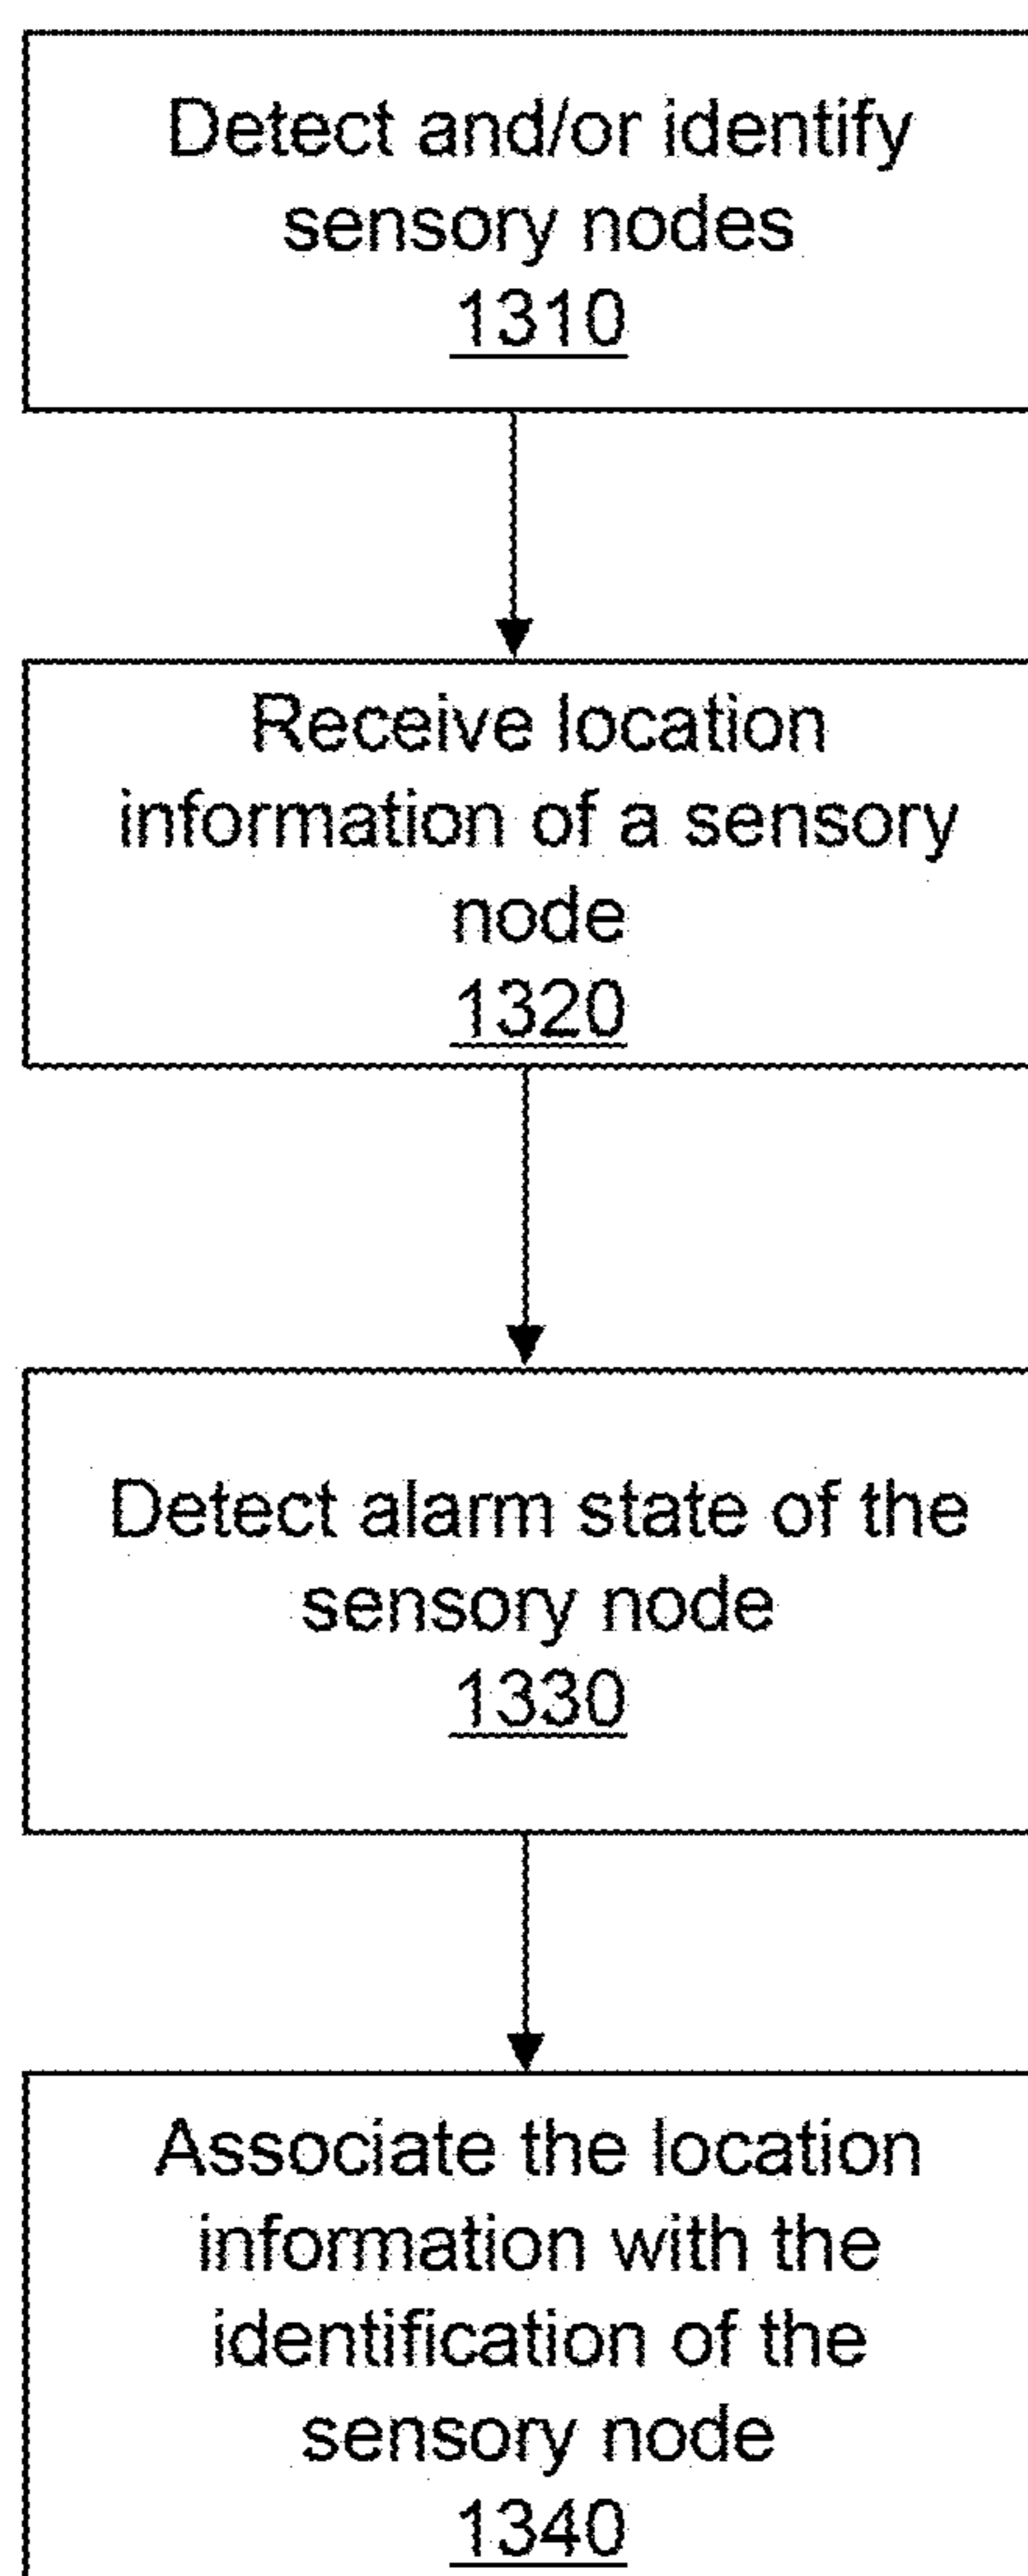 Detect and/or identify
sensory nodes
1310
Receive location
information of a sensory
node
1320
Detect alarm state of the
sensory node
1330
Associate the location
information with the
identification of the
sensory node
1340